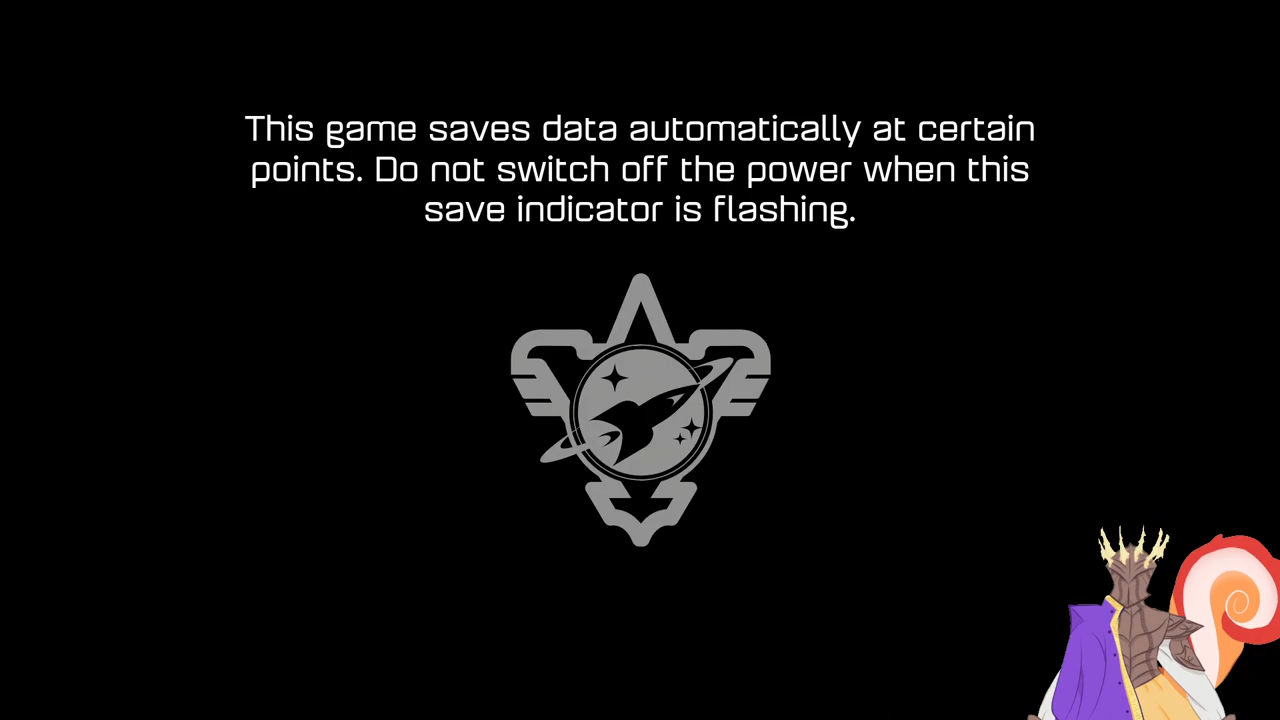 This game saves data automatically at certain
points. Do not switch off the power when this
save indicator is flashing.